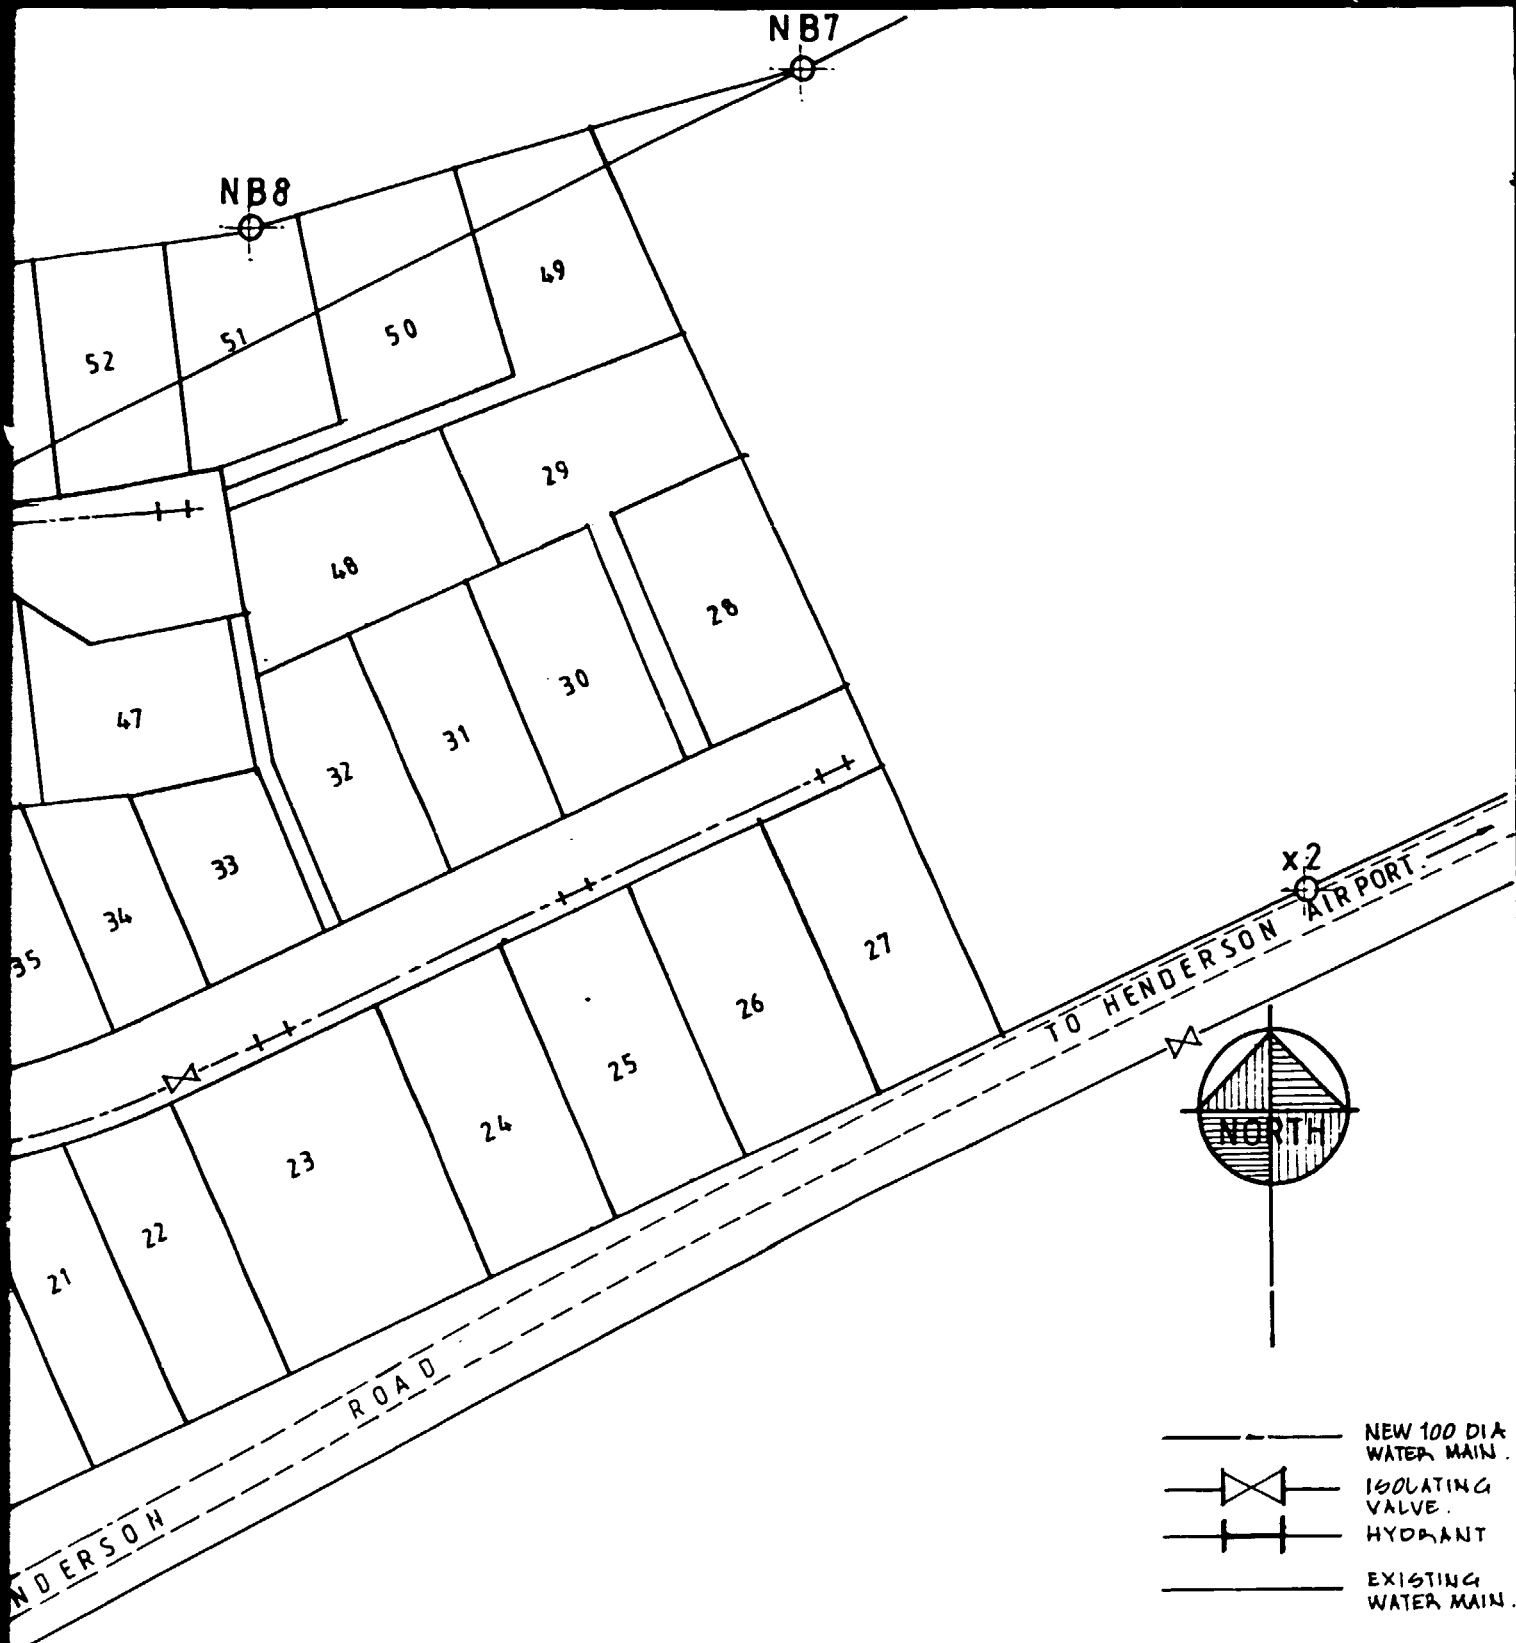 NB7
NB8
49
50
51
52
29
48
28
30
31
32
47
33
34
35
27
26
25
24
23
22
21
X2
TO HENDERSON AIRPORT.
NORTH
ROAD
NDERSON
NEW 100 DIA
WATER MAIN.
ISOLATING
VALVE.
HYDRANT
EXISTING
WATER MAIN.